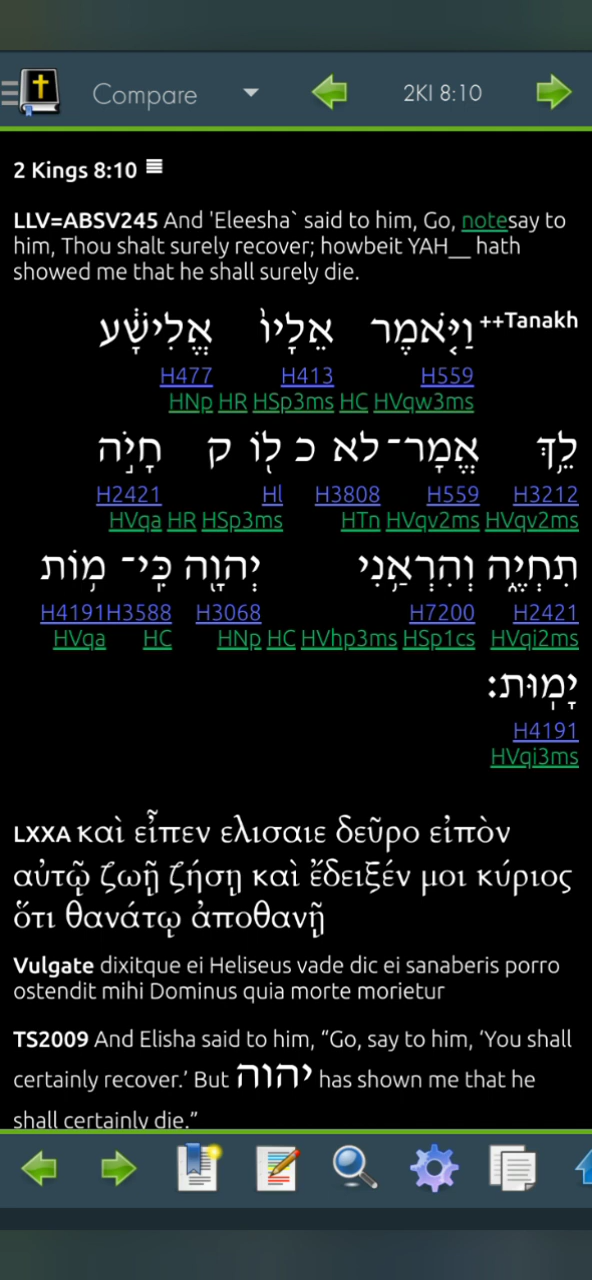 Compare 2KI 8:10
2 Kings 8:10
LLV=ABSV245 And 'Eleesha` said to him, Go, notesay to
him, Thou shalt surely recover; howbeit YAH__ hath
showed me that he shall surely die.
++Tanakh וַיֹּ֤אמֶר אֵלָיו֙ אֱלִישָׁ֔ע
H477 H413 H559
HNp HR HSp3ms HC HVqw3ms
לֵ֥ךְ אֱמָר־לא כ ל֖וֹ ק חָיֹ֣ה
H2421 Hl H3808 H559 H3212
HVqa HR HSp3ms HTn HVqv2ms HVqv2ms
תִחְיֶ֑ה וְהִרְאַ֥נִי יְהוָ֖ה כִּֽי־ מ֥וֹת
H4191H3588 H3068 H7200 H2421
HVqa HC HNp HC HVhp3ms HSp1cs HVqi2ms
יָמֽוּת׃
H4191
HVqi3ms
LXXA καὶ εἶπεν ελισαιε δεῦρο εἰπὸν
αὐτῷ ζωῇ ζήσῃ καὶ ἔδειξέν μοι κύριος
ὅτι θανάτῳ ἀποθανῇ
Vulgate dixitque ei Heliseus vade dic ei sanaberis porro
ostendit mihi Dominus quia morte morietur
TS2009 And Elisha said to him, “Go, say to him, ‘You shall
certainly recover.’ But יהוה has shown me that he
shall certainly die.”